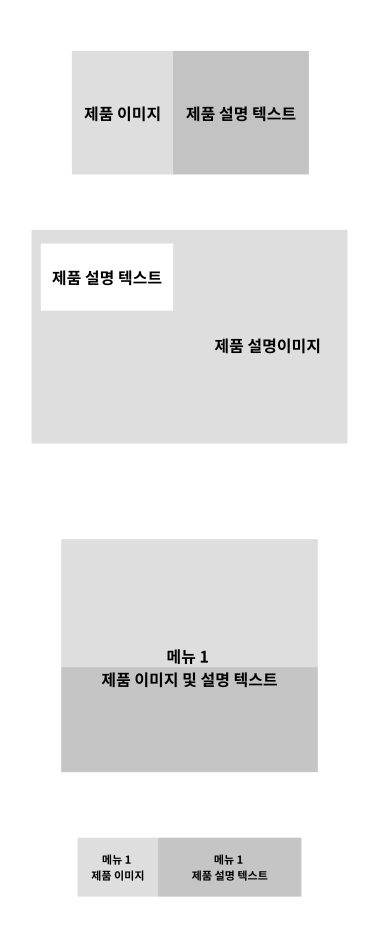 제품 이미지
제품 설명 텍스트
제품 설명 텍스트
제품 설명이미지
메뉴 1
제품 이미지 및 설명 텍스트
메뉴 1
제품 이미지
메뉴 1
제품 설명 텍스트